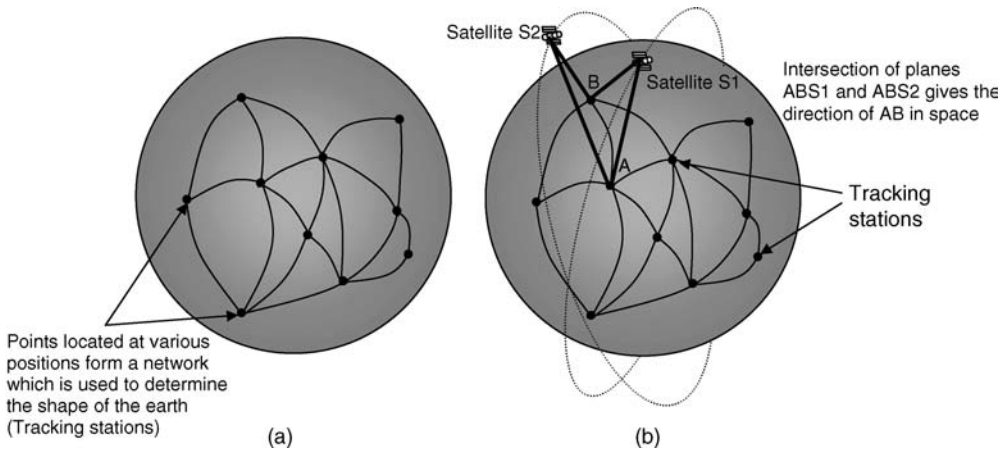 Satellite S2
B
Satellite S1
Intersection of planes
ABS1 and ABS2 gives the
direction of AB in space
A
Tracking
stations
Points located at various
positions form a network
which is used to determine
the shape of the earth
(Tracking stations)
(a)
(b)